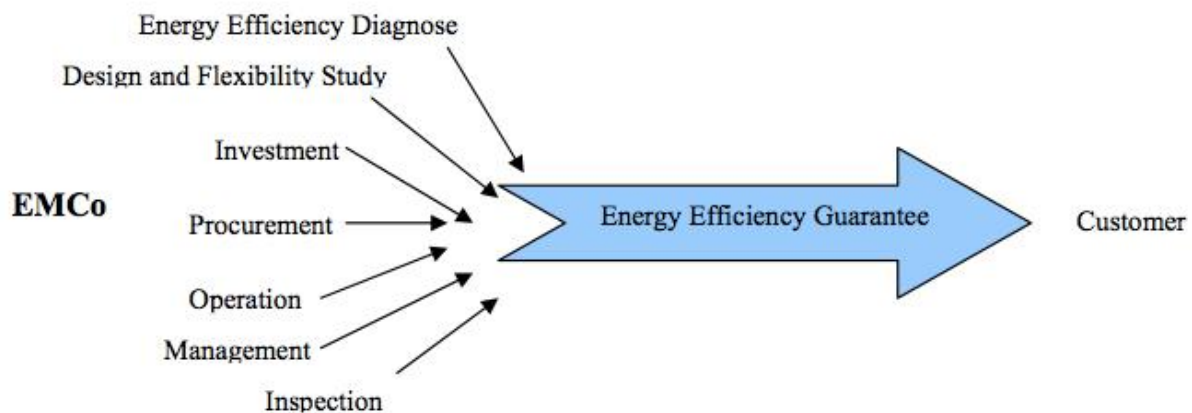 Energy Efficiency Diagnose
Design and Flexibility Study
Investment
EMCo
Procurement
Energy Efficiency Guarantee
Customer
Operation
Management
Inspection